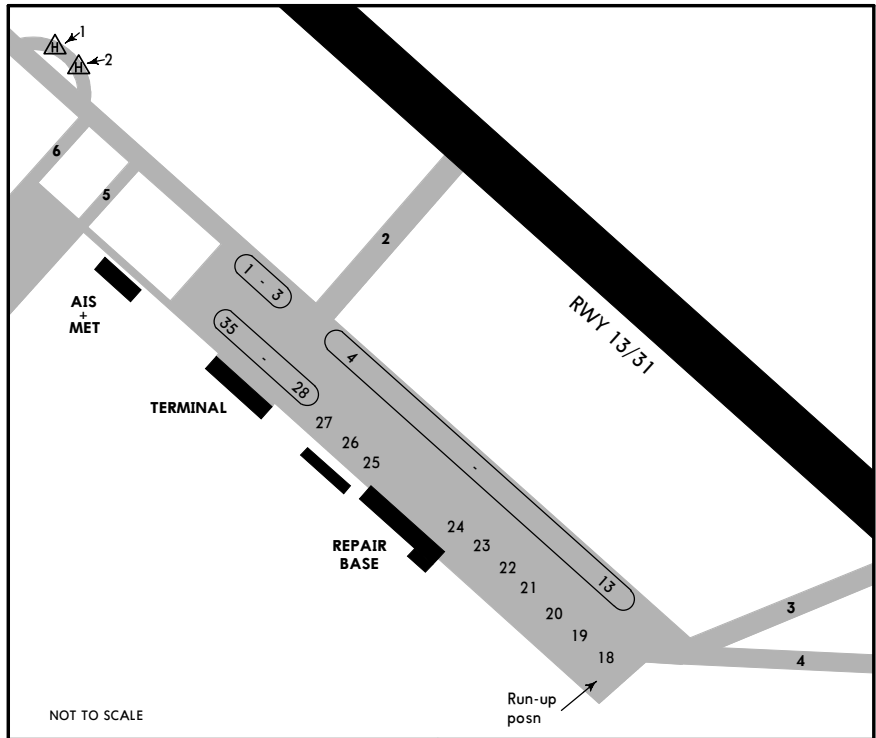 1
H
H
2
6
5
2
1 - 3
RWY 13/31
AIS
+
MET
35 - 28
4 - 13
TERMINAL
27
26
25
24
23
REPAIR
BASE
22
21
20
19
18
3
4
Run-up
posn
NOT TO SCALE